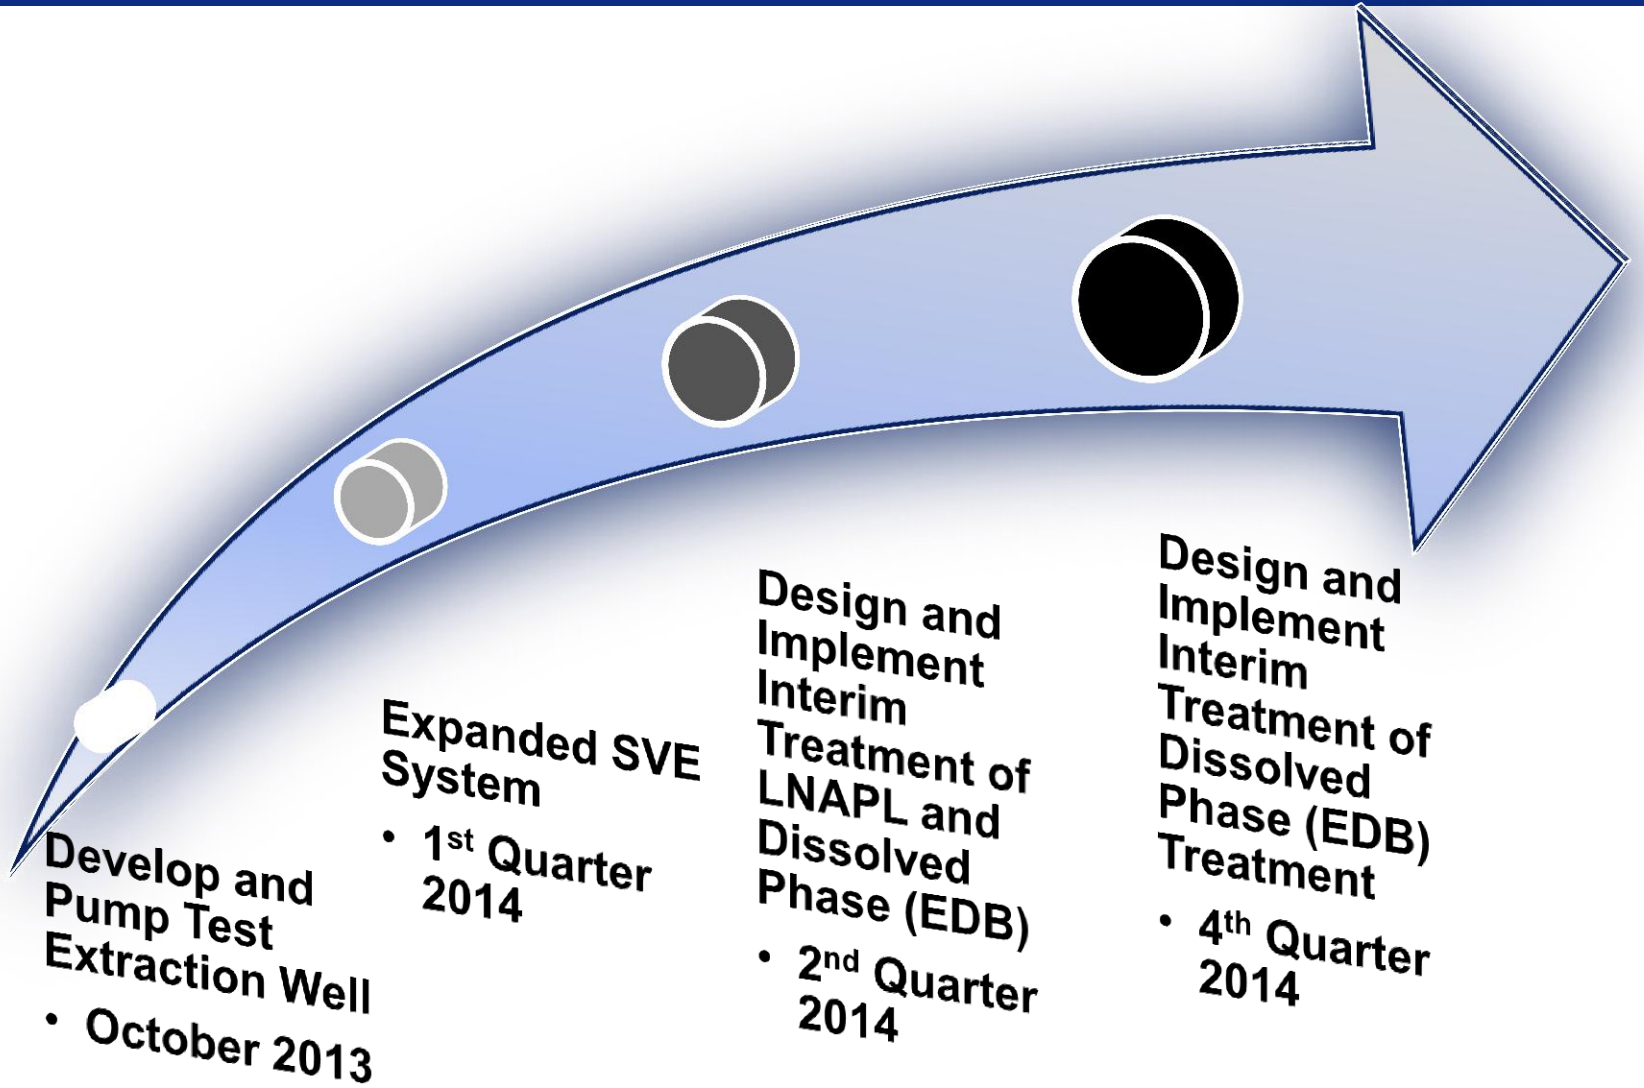 Develop and
Pump Test
Extraction Well
• October 2013
Expanded SVE
System
• 1st Quarter
2014
Design and
Implement
Interim
Treatment of
LNAPL and
Dissolved
Phase (EDB)
• 2nd Quarter
2014
Design and
Implement
Interim
Treatment of
Dissolved
Phase (EDB)
Treatment
• 4th Quarter
2014